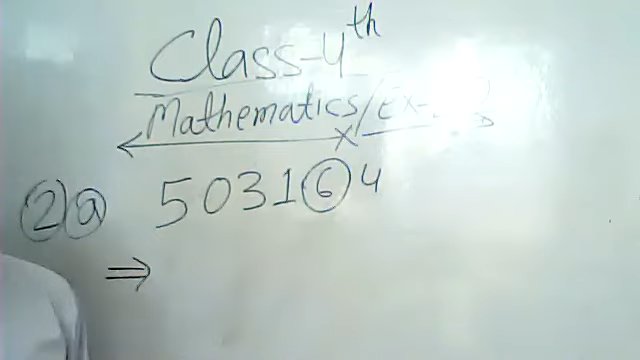 Class-4th
Mathematics/Ex-
2 a 503164
⇒